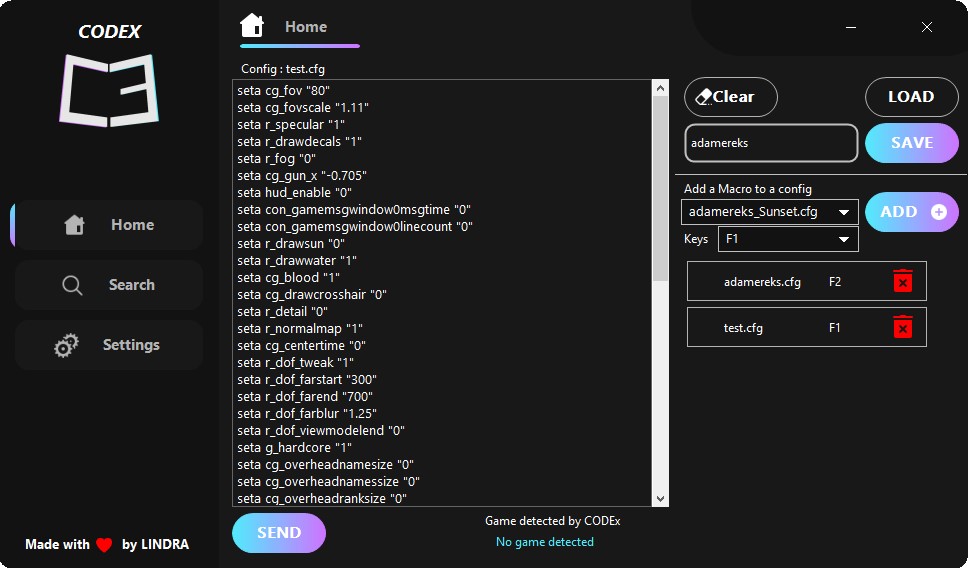 CODEX
Home
Search
Settings
Made with by LINDRA
Home
Config : test.cfg
seta cg_fov "80"
seta cg_fovscale "1.11"
seta r_specular "1"
seta r_drawdecals "1"
seta r_fog "0"
seta cg_gun_x "-0.705"
seta hud_enable "0"
seta con_gamemsgwindow0msgtime "0"
seta con_gamemsgwindow0linecount "0"
seta r_drawsun "0"
seta r_drawwater "1"
seta cg_blood "1"
seta cg_drawcrosshair "0"
seta r_detail "0"
seta r_normalmap "1"
seta cg_centertime "0"
seta r_dof_tweak "1"
seta r_dof_farstart "300"
seta r_dof_farend "700"
seta r_dof_farblur "1.25"
seta r_dof_viewmodelend "0"
seta g_hardcore "1"
seta cg_overheadnamesize "0"
seta cg_overheadnamessize "0"
seta cg_overheadranksize "0"
SEND
Game detected by CODEx
No game detected
Clear
LOAD
adamereks
SAVE
Add a Macro to a config
adamereks_Sunset.cfg
ADD
Keys F1
adamereks.cfg F2
test.cfg F1